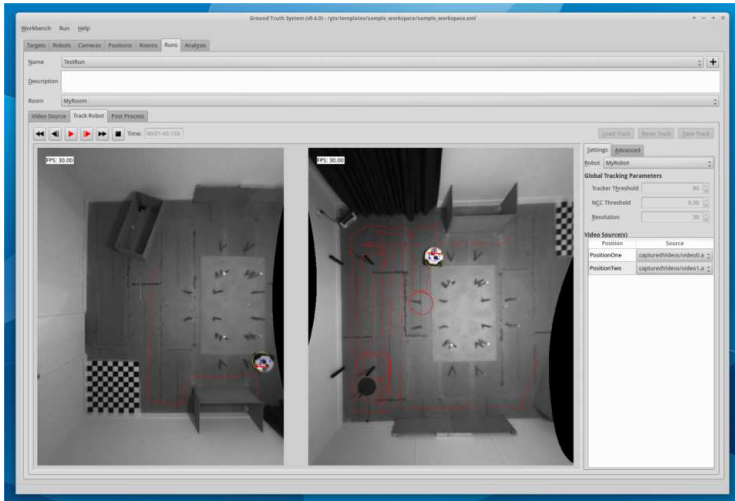 Ground Truth System (v0.4.0) - /gts/templates/sample_workspace/sample_workspace.xml
Workbench Run Help
Targets Robots Cameras Positions Rooms Runs Analysis
Name TestRun
Description
Room MyRoom
Video Source Track Robot Post Process
Time: 00:01:45:133
Load Track Reset Track Save Track
FPS: 30.00
FPS: 30.00
Settings Advanced
Robot MyRobot
Global Tracking Parameters
Tracker Threshold 80
NCC Threshold 0.30
Resolution
Video Source(s)
Position Source
PositionOne capturedVideos/video0.a
PositionTwo capturedVideos/video1.a